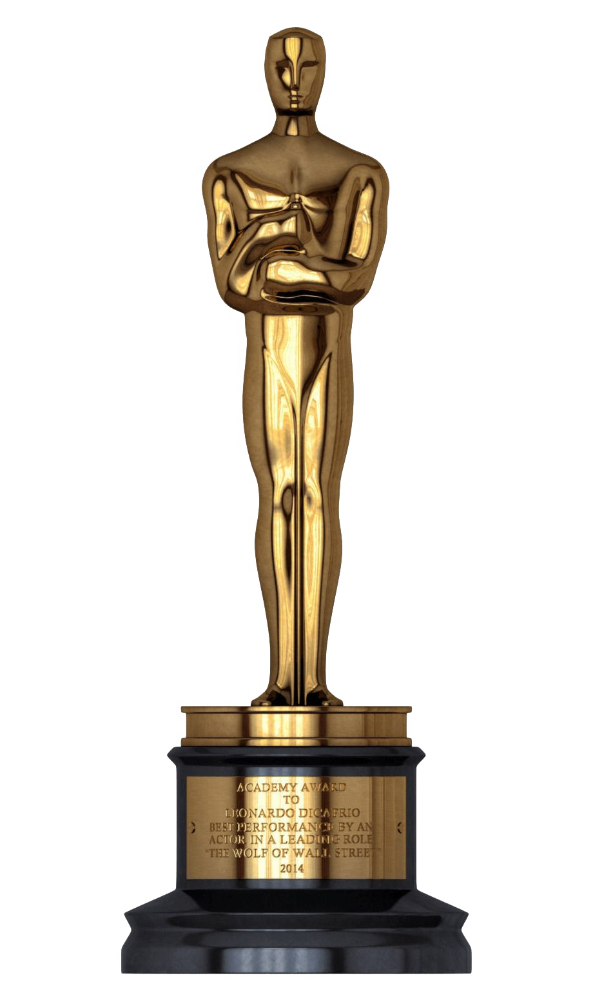 ACADEMY AWARD
TO
LEONARDO DICAPRIO
BEST PERFORMANCE BY AN
ACTOR IN A LEADING ROLE
"THE WOLF OF WALL STREET"
2014